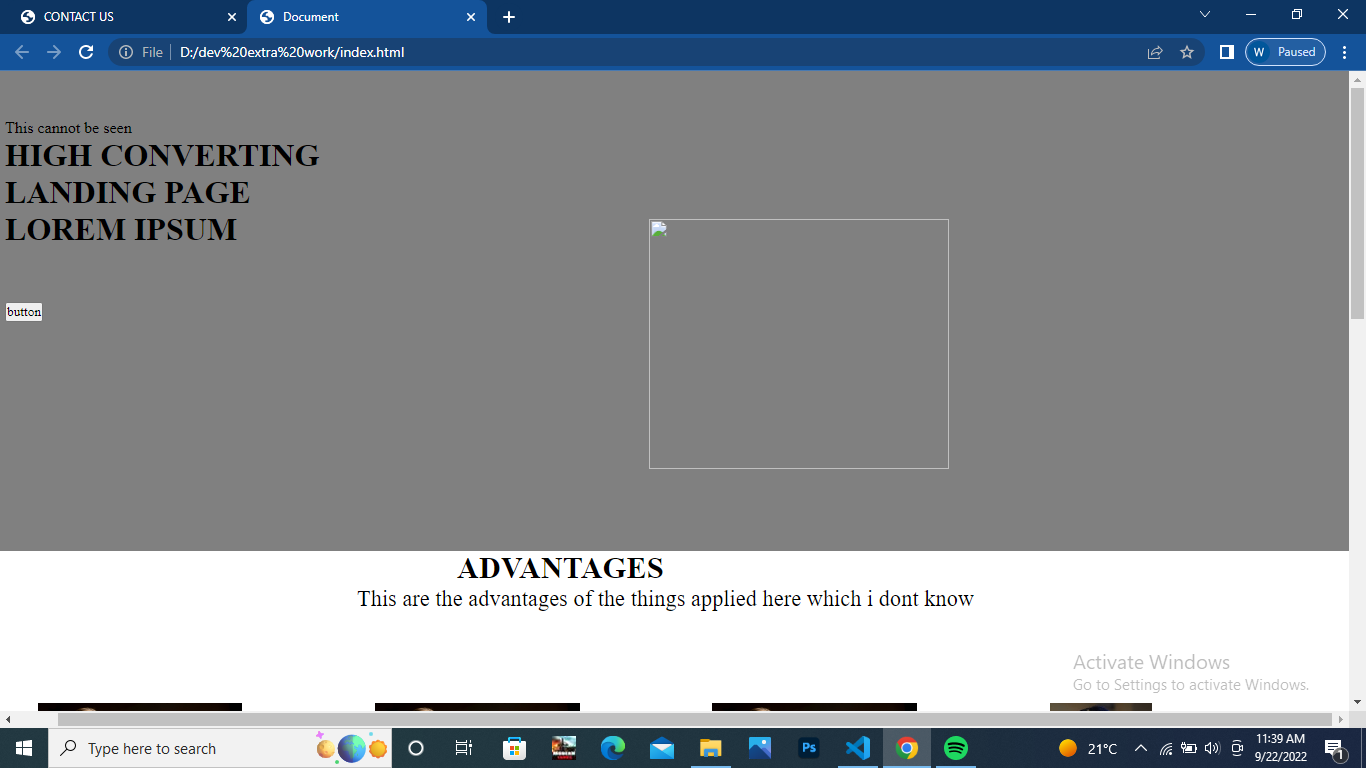 CONTACT US
Document
File
D:/dev%20extra%20work/index.html
W
Paused
This cannot be seen
HIGH CONVERTING
LANDING PAGE
LOREM IPSUM
button
ADVANTAGES
This are the advantages of the things applied here which i dont know
Activate Windows
Go to Settings to activate Windows.
Type here to search
Ps
21°C
11:39 AM
9/22/2022
1